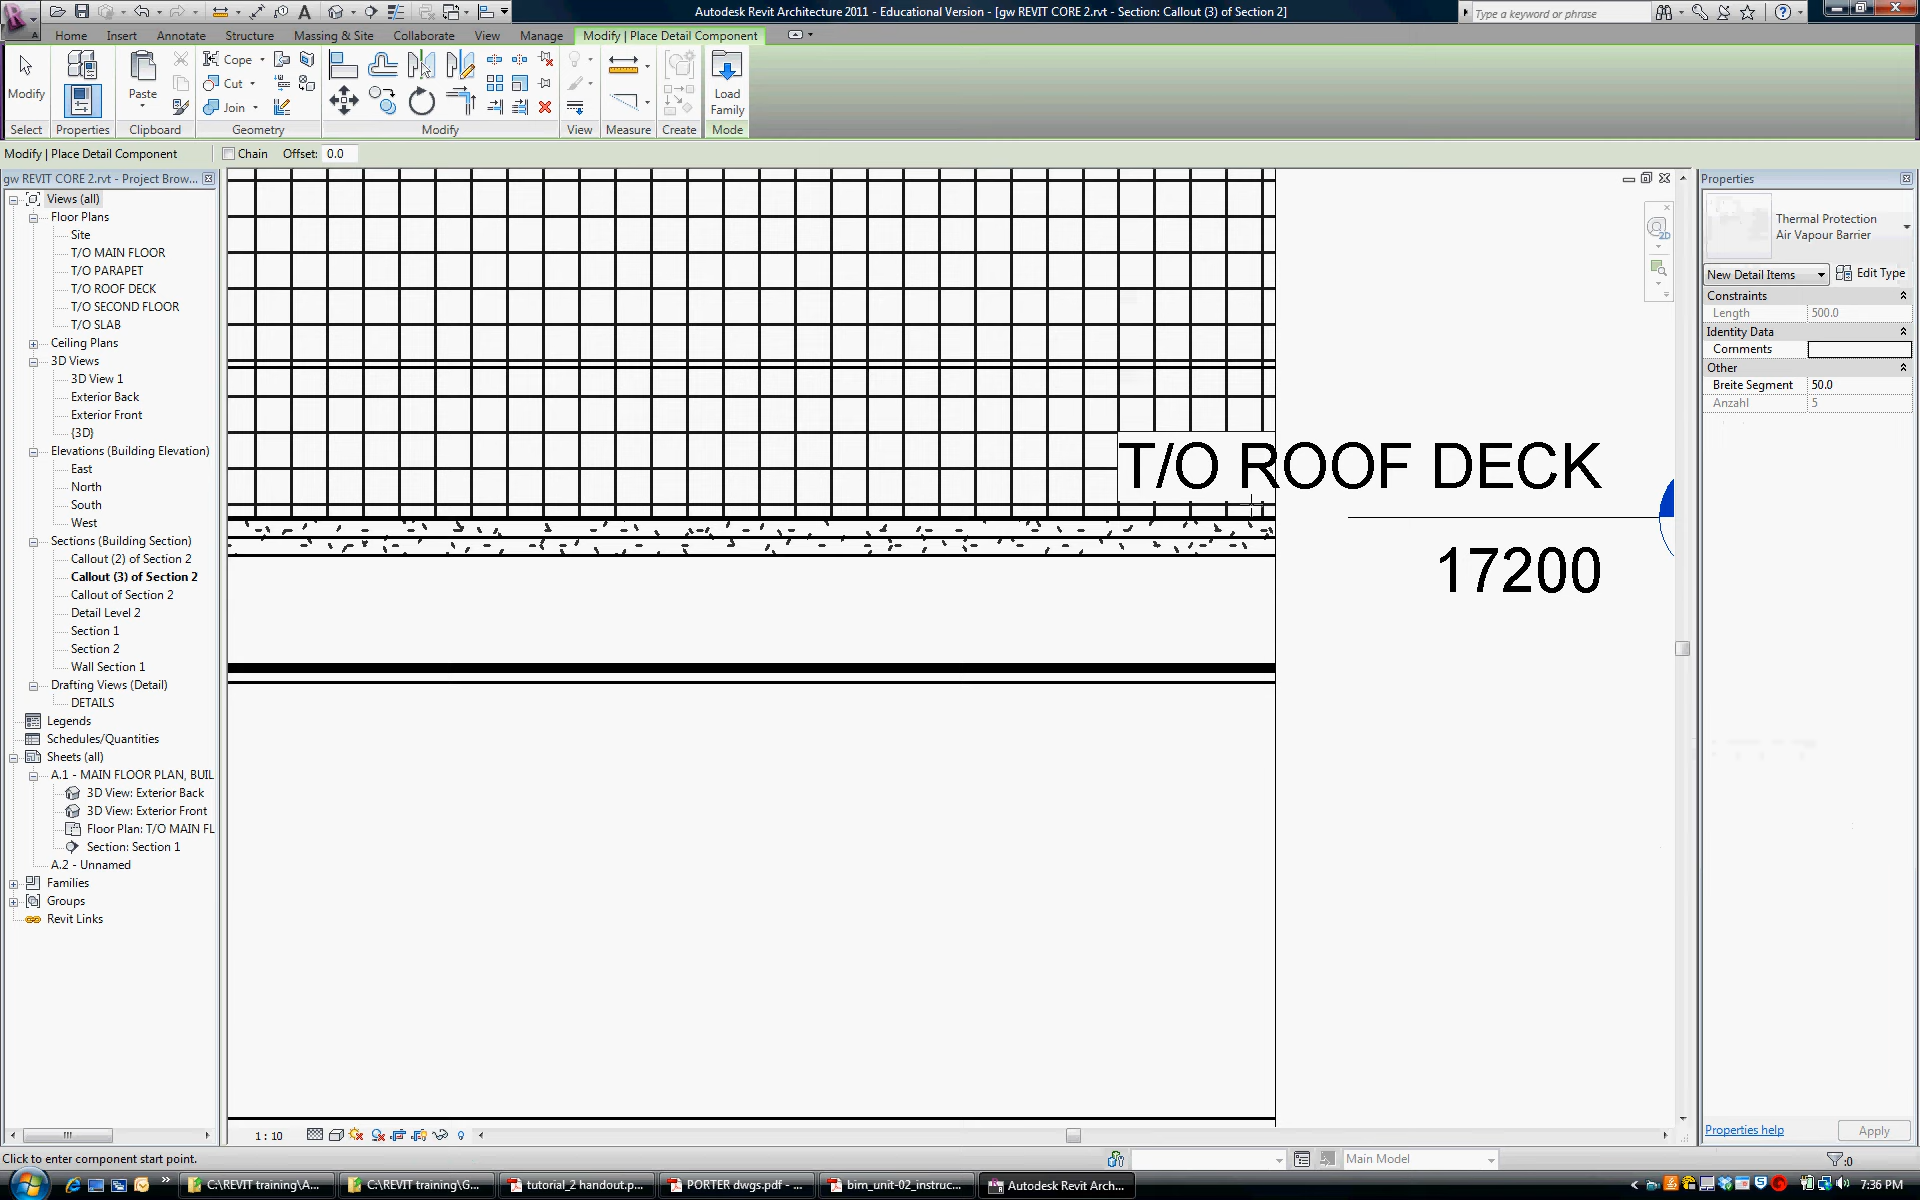 Autodesk Revit Architecture 2011 - Educational Version - [gw REVIT CORE 2.rvt - Section: Callout (3) of Section 2]
Type a keyword or phrase
Home Insert Annotate Structure Massing & Site Collaborate View Manage Modify | Place Detail Component
Modify
Paste
Cope
Cut
Join
Load
Family
Select Properties Clipboard Geometry Modify View Measure Create Mode
Modify | Place Detail Component Chain Offset: 0.0
gw REVIT CORE 2.rvt - Project Brow...
Views (all)
Floor Plans
Site
T/O MAIN FLOOR
T/O PARAPET
T/O ROOF DECK
T/O SECOND FLOOR
T/O SLAB
Ceiling Plans
3D Views
3D View 1
Exterior Back
Exterior Front
{3D}
Elevations (Building Elevation)
East
North
South
West
Sections (Building Section)
Callout (2) of Section 2
Callout (3) of Section 2
Callout of Section 2
Detail Level 2
Section 1
Section 2
Wall Section 1
Drafting Views (Detail)
DETAILS
Legends
Schedules/Quantities
Sheets (all)
A.1 - MAIN FLOOR PLAN, BUIL
3D View: Exterior Back
3D View: Exterior Front
Floor Plan: T/O MAIN FL
Section: Section 1
A.2 - Unnamed
Families
Groups
Revit Links
T/O ROOF DECK
17200
2D
Properties
Thermal Protection
Air Vapour Barrier
New Detail Items Edit Type
Constraints
Length 500.0
Identity Data
Comments
Other
Breite Segment 50.0
Anzahl 5
Properties help Apply
1 : 10
Click to enter component start point.
Main Model
:0
C:\REVIT training\A...
C:\REVIT training\G...
tutorial_2 handout.p...
PORTER dwgs.pdf - ...
bim_unit-02_instruc...
Autodesk Revit Arch...
7:36 PM